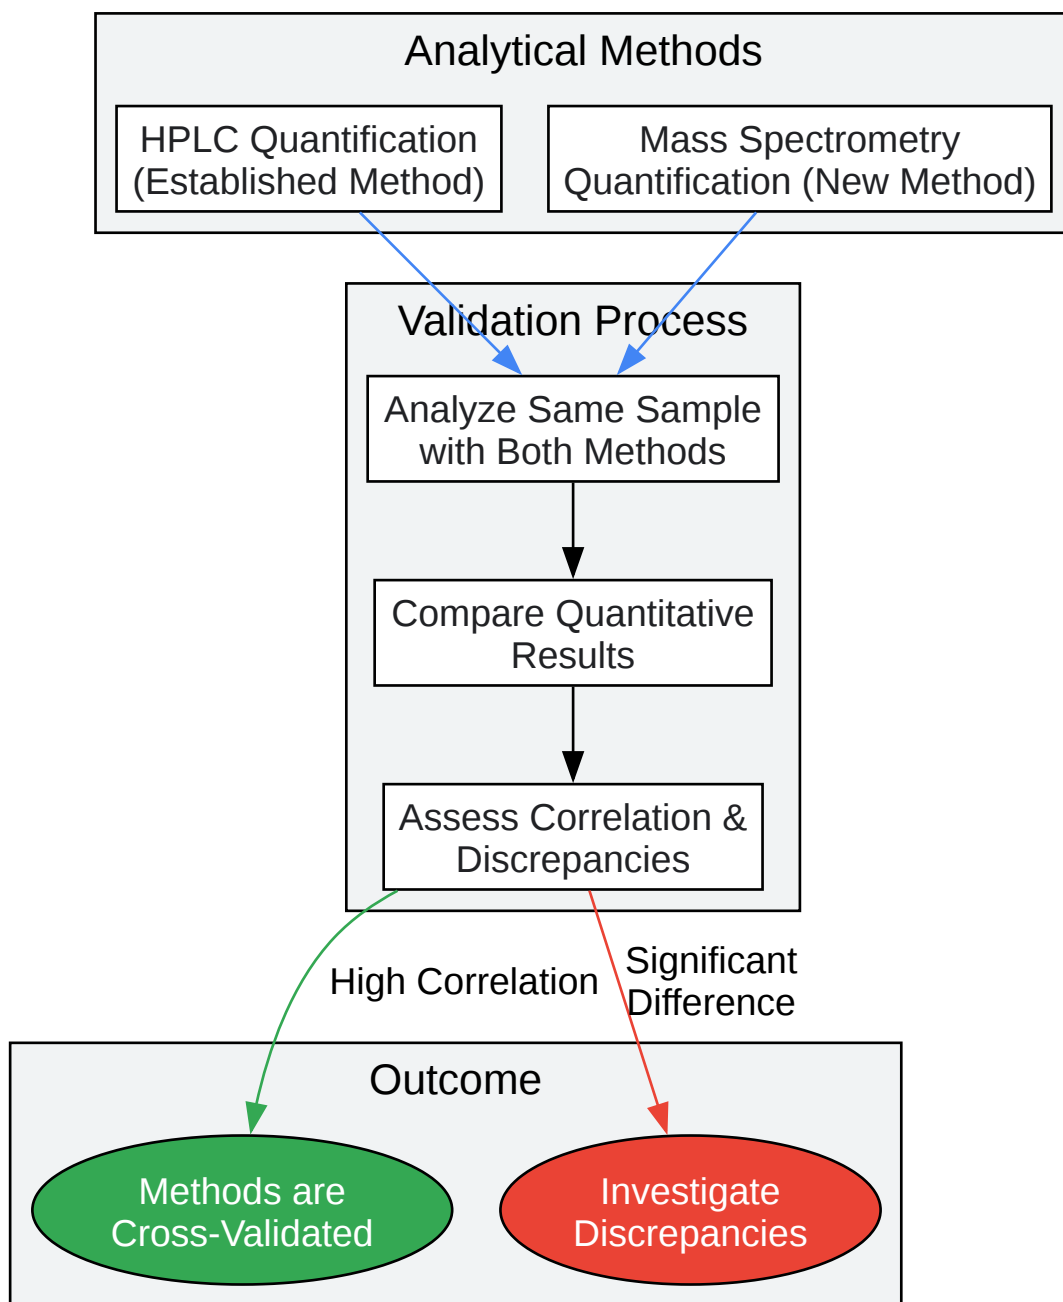 Analytical Methods
HPLC Quantification
(Established Method)
Mass Spectrometry
Quantification (New Method)
Validation Process
Analyze Same Sample
with Both Methods
Compare Quantitative
Results
Assess Correlation &
Discrepancies
High Correlation
Significant
Difference
Outcome
Methods are
Cross-Validated
Investigate
Discrepancies